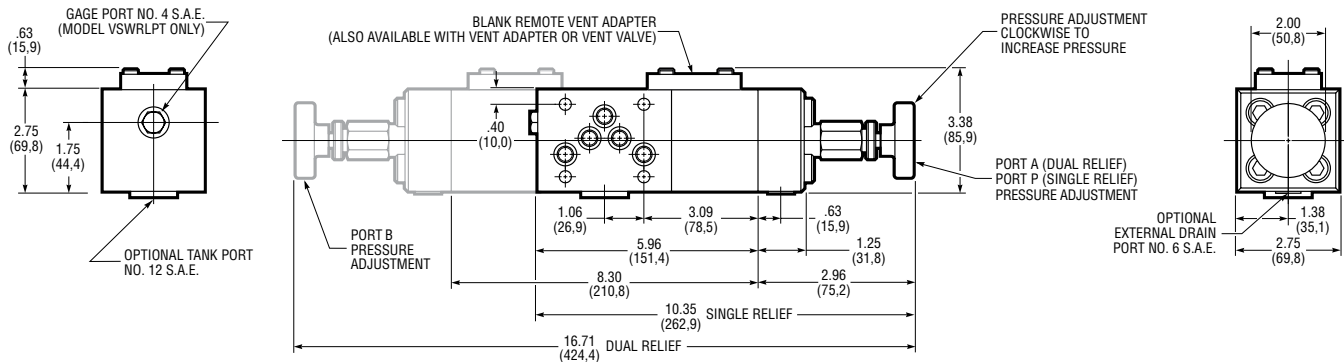 GAGE PORT NO. 4 S.A.E.
(MODEL VSWRLPT ONLY)
.63
(15,9)
2.75
(69,8)
1.75
(44,4)
OPTIONAL TANK PORT
NO. 12 S.A.E.
BLANK REMOTE VENT ADAPTER
(ALSO AVAILABLE WITH VENT ADAPTER OR VENT VALVE)
PRESSURE ADJUSTMENT
CLOCKWISE TO
INCREASE PRESSURE
.40
(10,0)
3.38
(85,9)
PORT A (DUAL RELIEF)
PORT P (SINGLE RELIEF)
PRESSURE ADJUSTMENT
PORT B
PRESSURE
ADJUSTMENT
1.06
(26,9)
3.09
(78,5)
.63
(15,9)
5.96
(151,4)
1.25
(31,8)
8.30
(210,8)
2.96
(75,2)
10.35
(262,9)
SINGLE RELIEF
16.71
(424,4)
DUAL RELIEF
2.00
(50,8)
OPTIONAL
EXTERNAL DRAIN
PORT NO. 6 S.A.E.
1.38
(35,1)
2.75
(69,8)